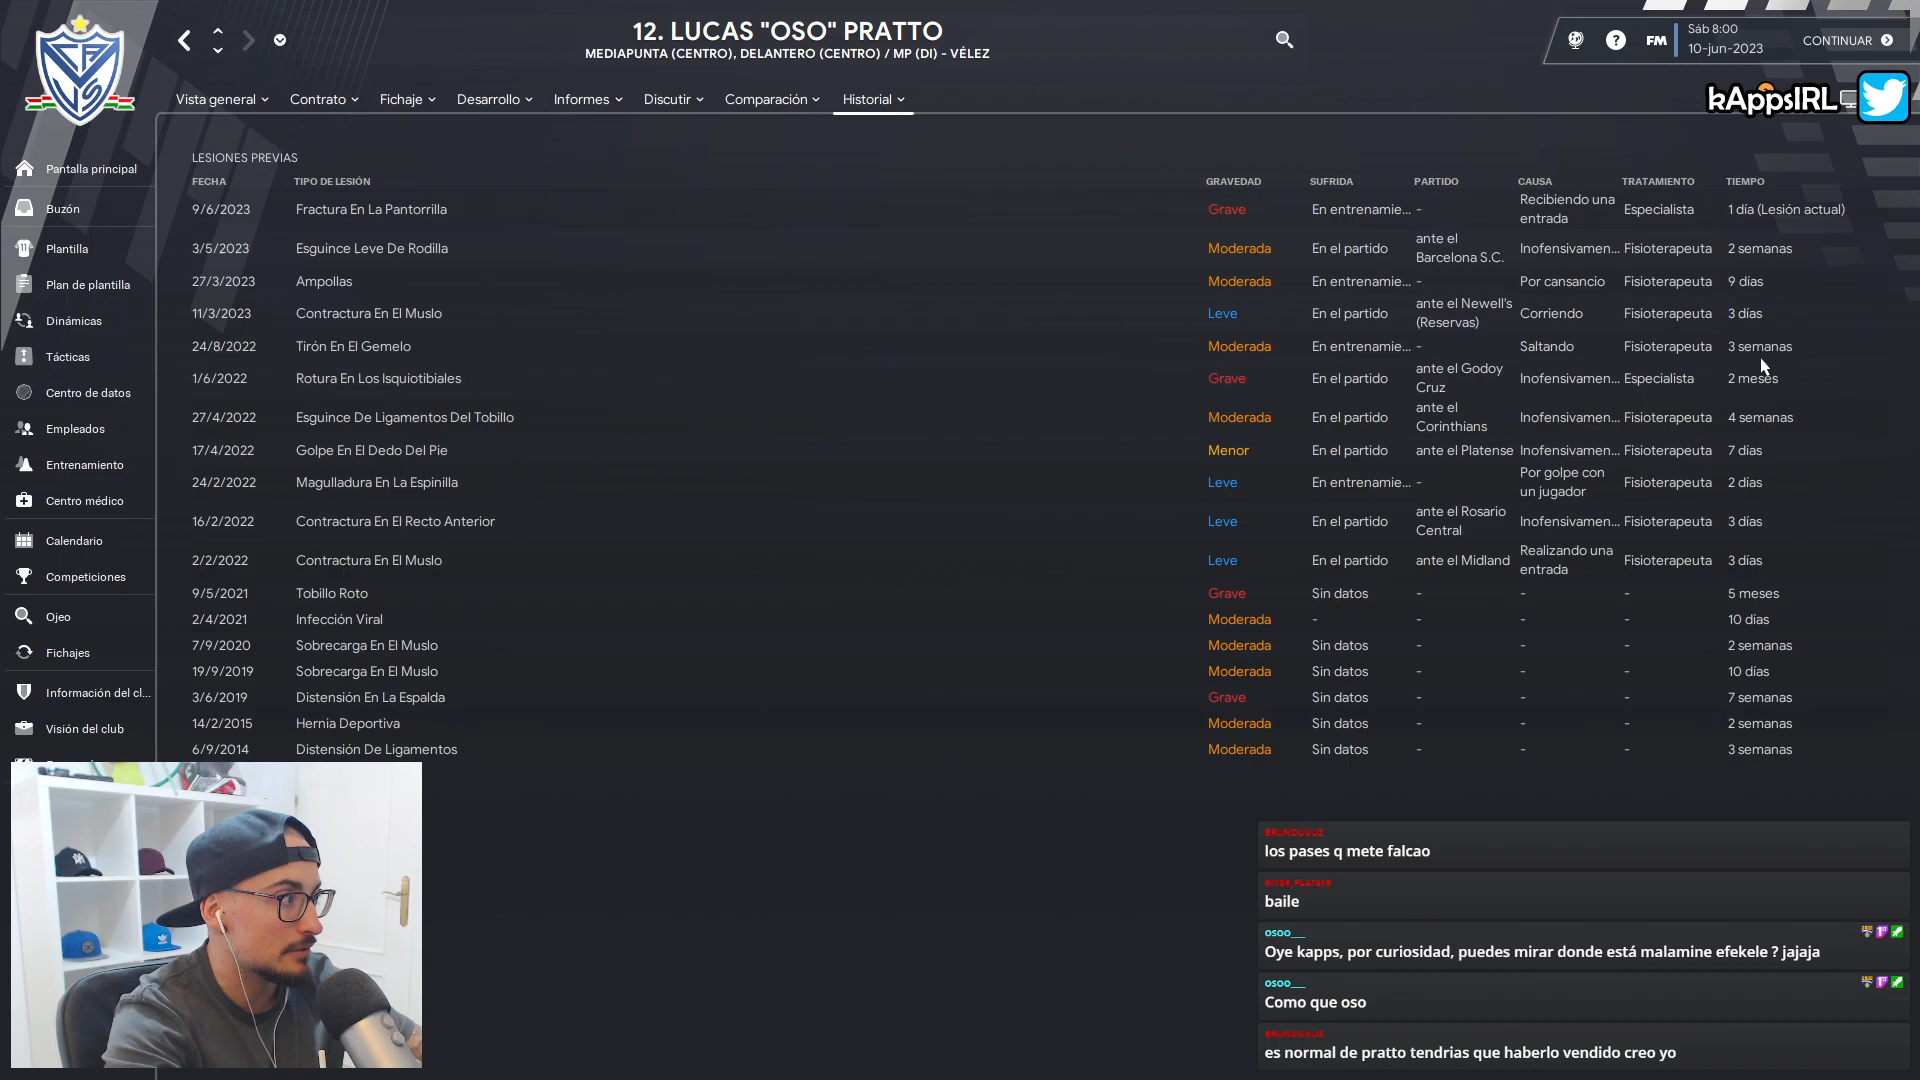 12. LUCAS "OSO" PRATTO
MEDIAPUNTA (CENTRO), DELANTERO (CENTRO) / MP (DI) - VÉLEZ
FM
Sáb 8:00
10-jun-2023
CONTINUAR
Vista general
Contrato
Fichaje
Desarrollo
Informes
Discutir
Comparación
Historial
kAppsIRL
Pantalla principal
Buzón
Plantilla
Plan de plantilla
Dinámicas
Tácticas
Centro de datos
Empleados
Entrenamiento
Centro médico
Calendario
Competiciones
Ojeo
Fichajes
Información del cl...
Visión del club
LESIONES PREVIAS
FECHA TIPO DE LESIÓN GRAVEDAD SUFRIDA PARTIDO CAUSA TRATAMIENTO TIEMPO
9/6/2023 Fractura En La Pantorrilla Grave En entrenamie... - Recibiendo una entrada Especialista 1 día (Lesión actual)
3/5/2023 Esguince Leve De Rodilla Moderada En el partido ante el Barcelona S.C. Inofensivamen... Fisioterapeuta 2 semanas
27/3/2023 Ampollas Moderada En entrenamie... - Por cansancio Fisioterapeuta 9 días
11/3/2023 Contractura En El Muslo Leve En el partido ante el Newell's (Reservas) Corriendo Fisioterapeuta 3 días
24/8/2022 Tirón En El Gemelo Moderada En entrenamie... - Saltando Fisioterapeuta 3 semanas
1/6/2022 Rotura En Los Isquiotibiales Grave En el partido ante el Godoy Cruz Inofensivamen... Especialista 2 meses
27/4/2022 Esguince De Ligamentos Del Tobillo Moderada En el partido ante el Corinthians Inofensivamen... Fisioterapeuta 4 semanas
17/4/2022 Golpe En El Dedo Del Pie Menor En el partido ante el Platense Inofensivamen... Fisioterapeuta 7 días
24/2/2022 Magulladura En La Espinilla Leve En entrenamie... - Por golpe con un jugador Fisioterapeuta 2 días
16/2/2022 Contractura En El Recto Anterior Leve En el partido ante el Rosario Central Inofensivamen... Fisioterapeuta 3 días
2/2/2022 Contractura En El Muslo Leve En el partido ante el Midland Realizando una entrada Fisioterapeuta 3 días
9/5/2021 Tobillo Roto Grave Sin datos - - - 5 meses
2/4/2021 Infección Viral Moderada - - - - 10 días
7/9/2020 Sobrecarga En El Muslo Moderada Sin datos - - - 2 semanas
19/9/2019 Sobrecarga En El Muslo Moderada Sin datos - - - 10 días
3/6/2019 Distensión En La Espalda Grave Sin datos - - - 7 semanas
14/2/2015 Hernia Deportiva Moderada Sin datos - - - 2 semanas
6/9/2014 Distensión De Ligamentos Moderada Sin datos - - - 3 semanas
los pases q mete falcao
baile
osoo__
Oye kapps, por curiosidad, puedes mirar donde está malamine efekele ? jajaja
osoo__
Como que oso
es normal de pratto tendrias que haberlo vendido creo yo